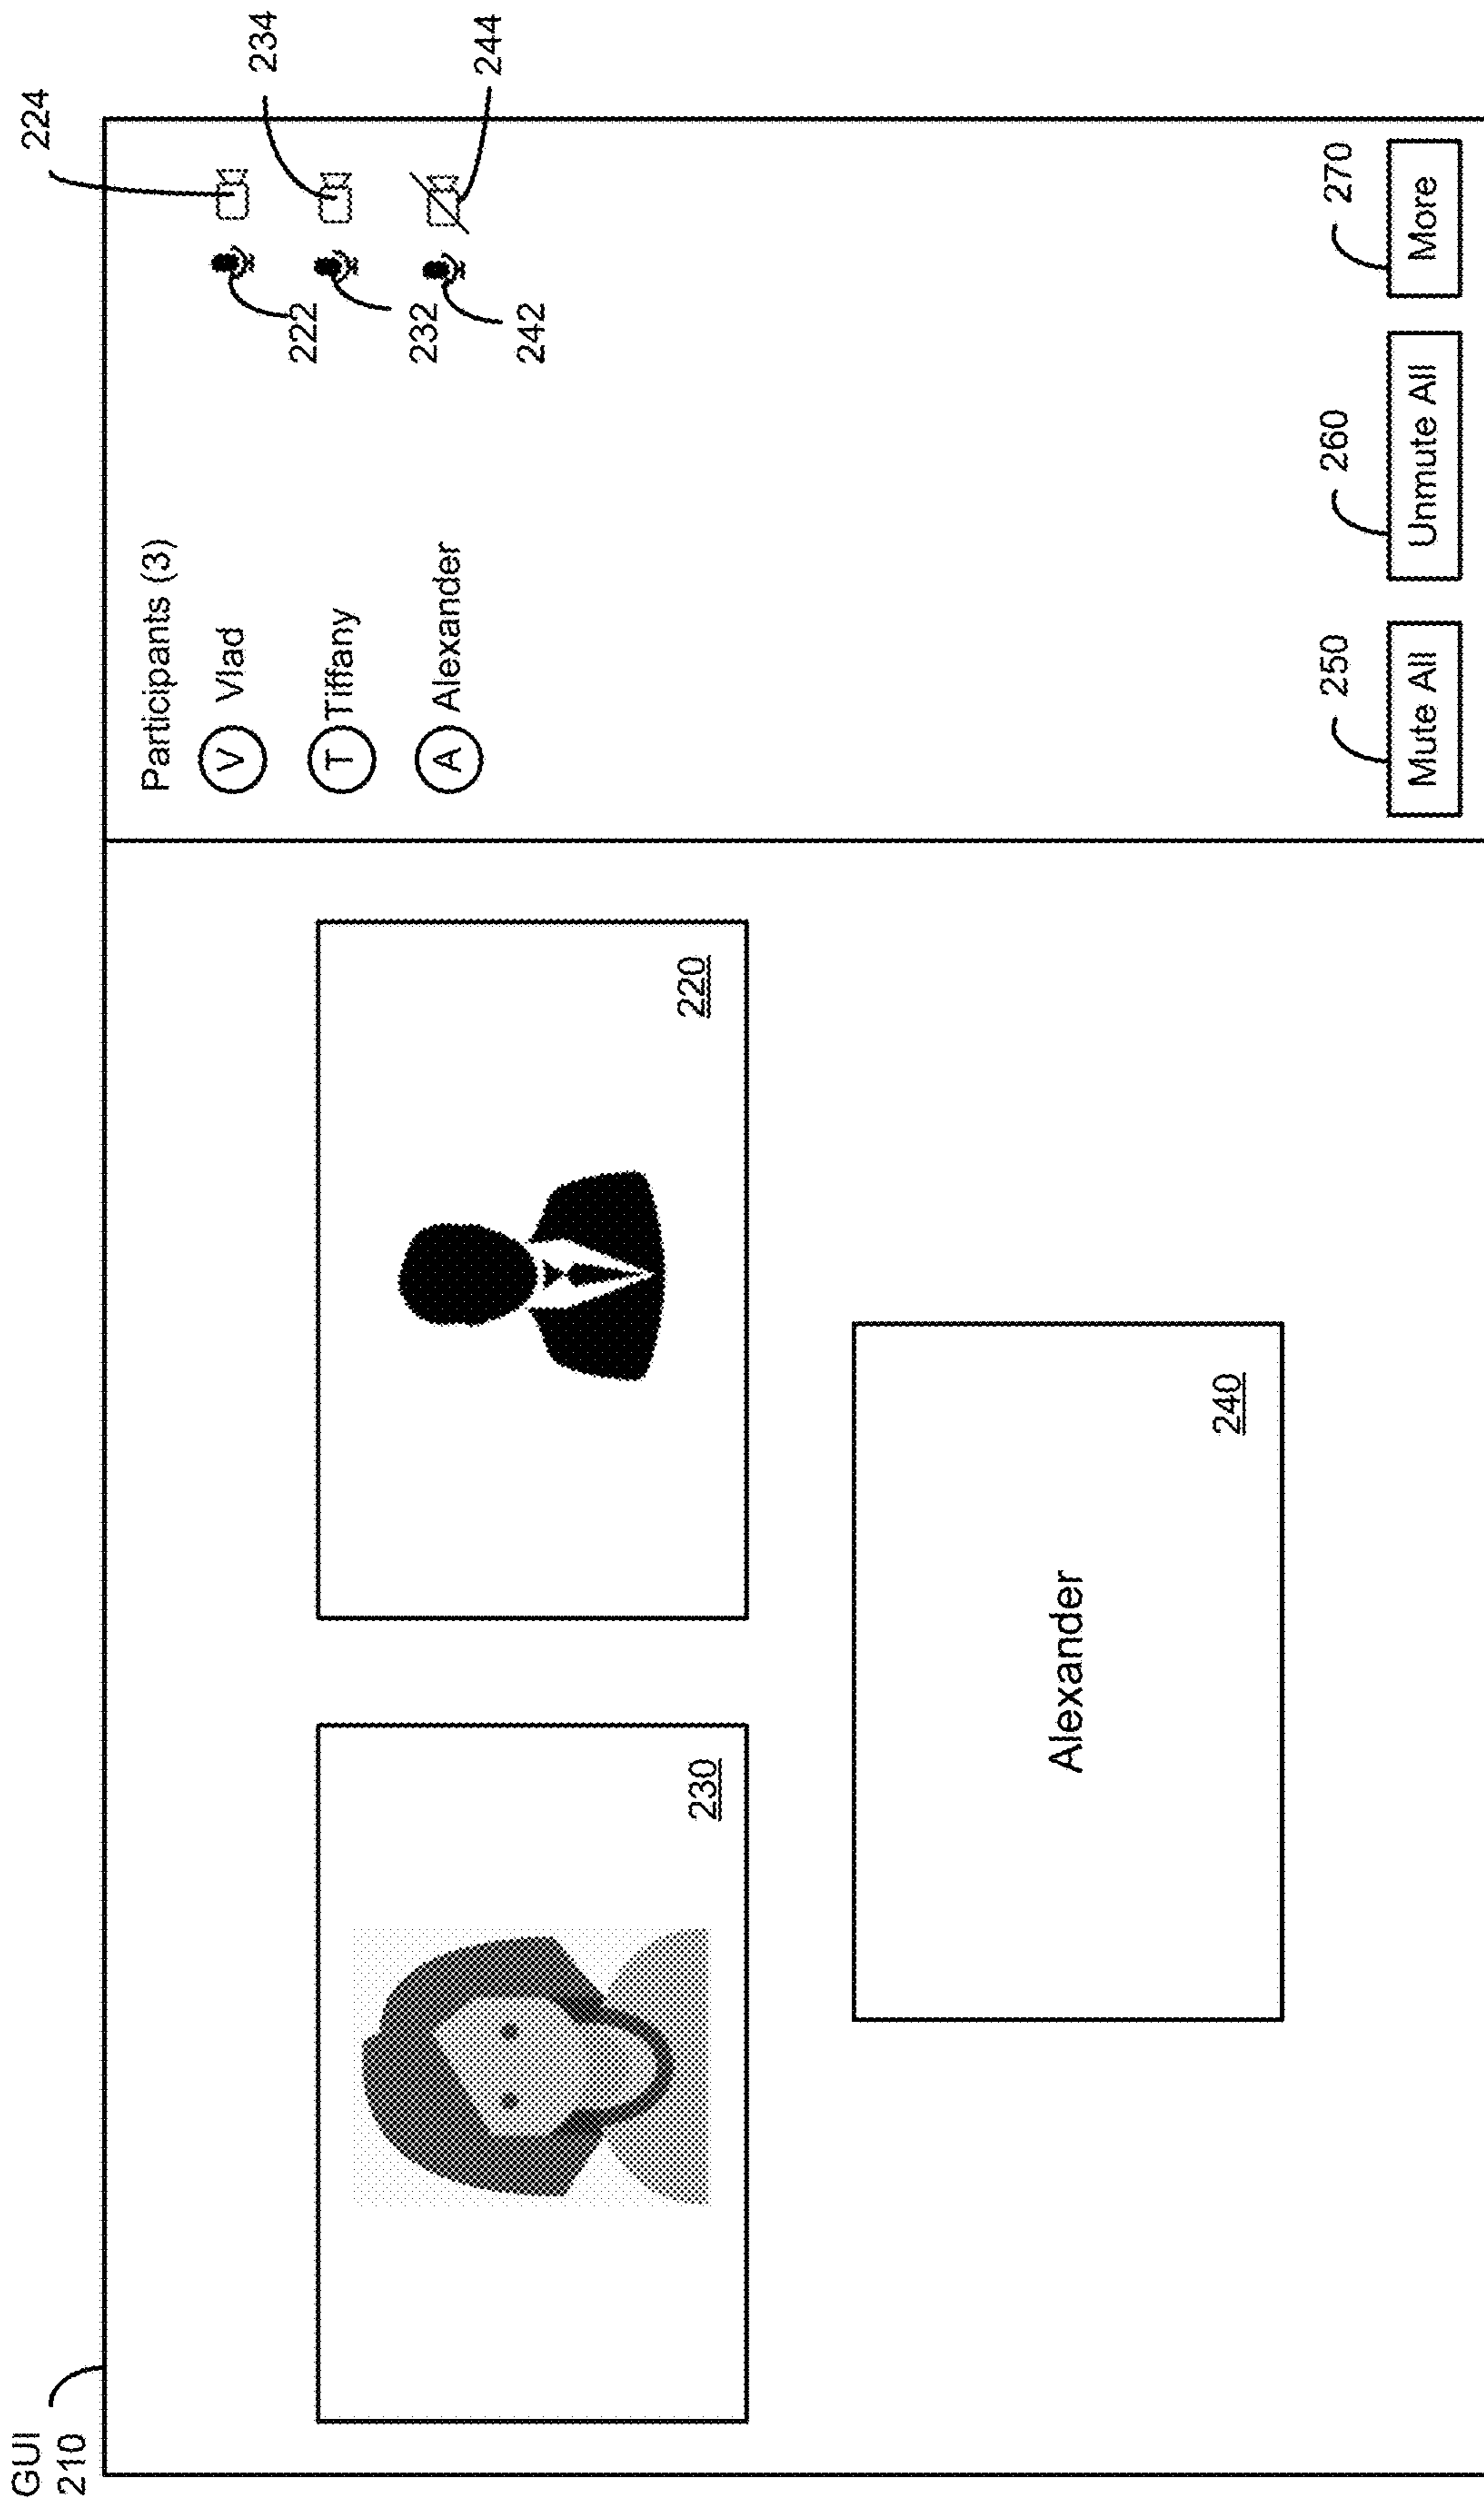 GUI
210
224
234
244
Participants (3)
V Vlad
222
T Tiffany
232
A Alexander
242
230
220
Alexander
240
250
260
270
Mute All
Unmute All
More